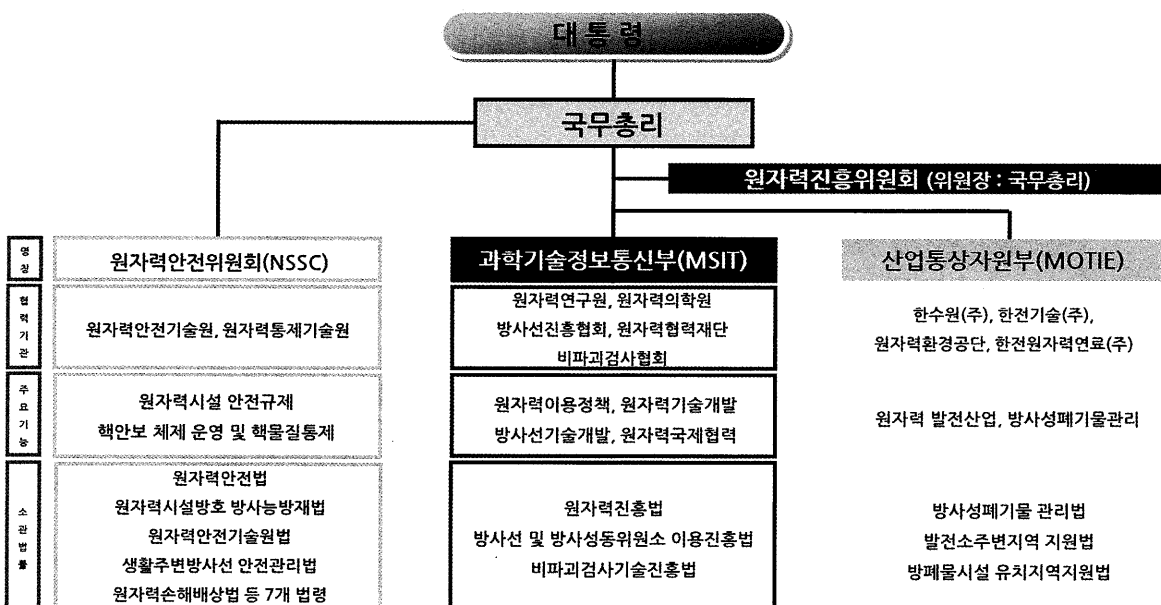 대통령
국무총리
원자력진흥위원회 (위원장 : 국무총리)
명칭
원자력안전위원회(NSSC)
과학기술정보통신부(MSIT)
산업통상자원부(MOTIE)
협력기관
원자력안전기술원, 원자력통제기술원
원자력연구원, 원자력의학원
방사선진흥협회, 원자력협력재단
비파괴검사협회
한수원(주), 한전기술(주),
원자력환경공단, 한전원자력연료(주)
주요기능
원자력시설 안전규제
핵안보 체제 운영 및 핵물질통제
원자력이용정책, 원자력기술개발
방사선기술개발, 원자력국제협력
원자력 발전산업, 방사성폐기물관리
소관법률
원자력안전법
원자력시설방호 방사능방재법
원자력안전기술원법
생활주변방사선 안전관리법
원자력손해배상법 등 7개 법령
원자력진흥법
방사선 및 방사성동위원소 이용진흥법
비파괴검사기술진흥법
방사성폐기물 관리법
발전소주변지역 지원법
방폐물시설 유치지역지원법